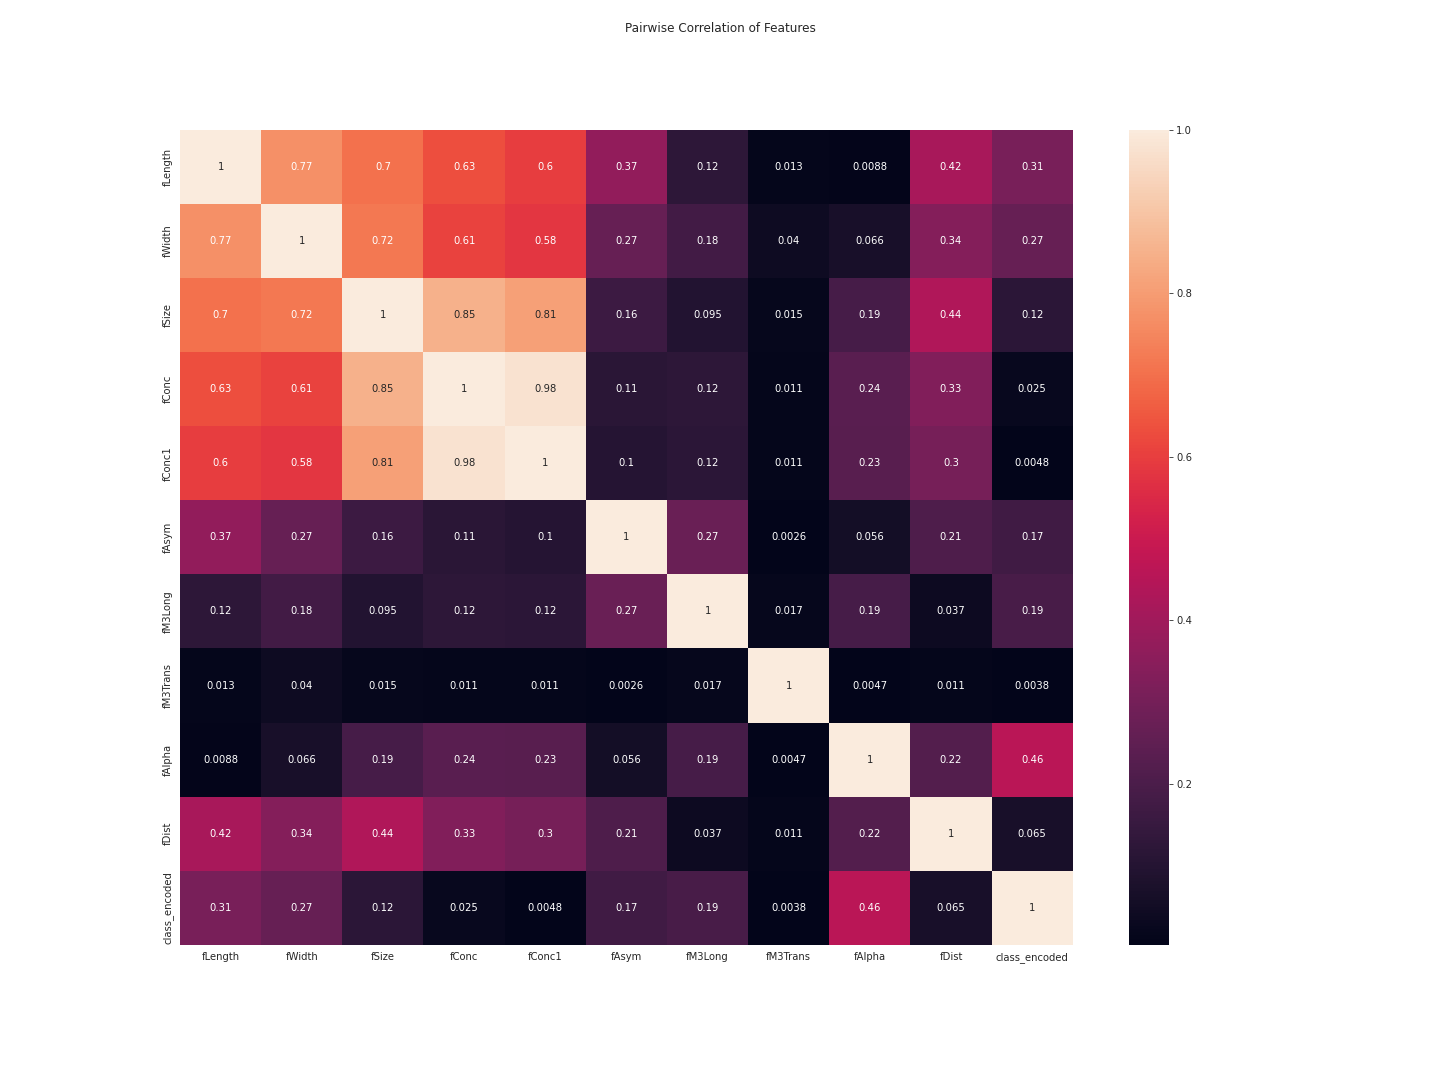 Pairwise Correlation of Features
fLength 1 0.77 0.7 0.63 0.6 0.37 0.12 0.013 0.0088 0.42 0.31
fWidth 0.77 1 0.72 0.61 0.58 0.27 0.18 0.04 0.066 0.34 0.27
fSize 0.7 0.72 1 0.85 0.81 0.16 0.095 0.015 0.19 0.44 0.12
fConc 0.63 0.61 0.85 1 0.98 0.11 0.12 0.011 0.24 0.33 0.025
fConc1 0.6 0.58 0.81 0.98 1 0.1 0.12 0.011 0.23 0.3 0.0048
fAsym 0.37 0.27 0.16 0.11 0.1 1 0.27 0.0026 0.056 0.21 0.17
fM3Long 0.12 0.18 0.095 0.12 0.12 0.27 1 0.017 0.19 0.037 0.19
fM3Trans 0.013 0.04 0.015 0.011 0.011 0.0026 0.017 1 0.0047 0.011 0.0038
fAlpha 0.0088 0.066 0.19 0.24 0.23 0.056 0.19 0.0047 1 0.22 0.46
fDist 0.42 0.34 0.44 0.33 0.3 0.21 0.037 0.011 0.22 1 0.065
class_encoded 0.31 0.27 0.12 0.025 0.0048 0.17 0.19 0.0038 0.46 0.065 1
fLength fWidth fSize fConc fConc1 fAsym fM3Long fM3Trans fAlpha fDist class_encoded
1.0
0.8
0.6
0.4
0.2